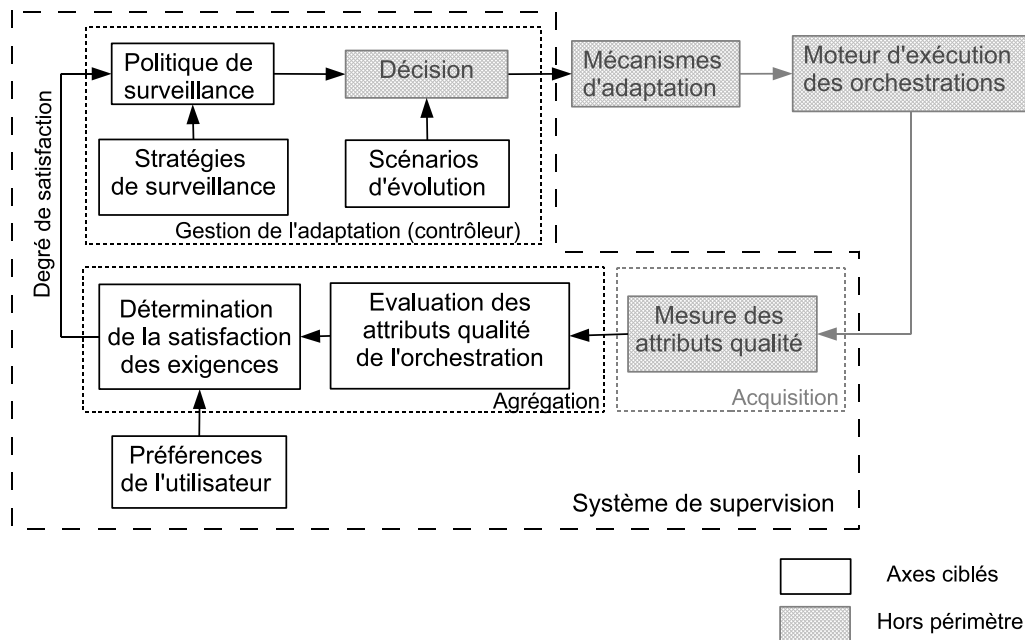 Politique de
surveillance
Décision
Mécanismes
d'adaptation
Moteur d'exécution
des orchestrations
Stratégies
de surveillance
Scénarios
d'évolution
Gestion de l'adaptation (contrôleur)
Degré de satisfaction
Détermination
de la satisfaction
des exigences
Evaluation des
attributs qualité
de l'orchestration
Mesure des
attributs qualité
Agrégation
Acquisition
Préférences
de l'utilisateur
Système de supervision
Axes ciblés
Hors périmètre